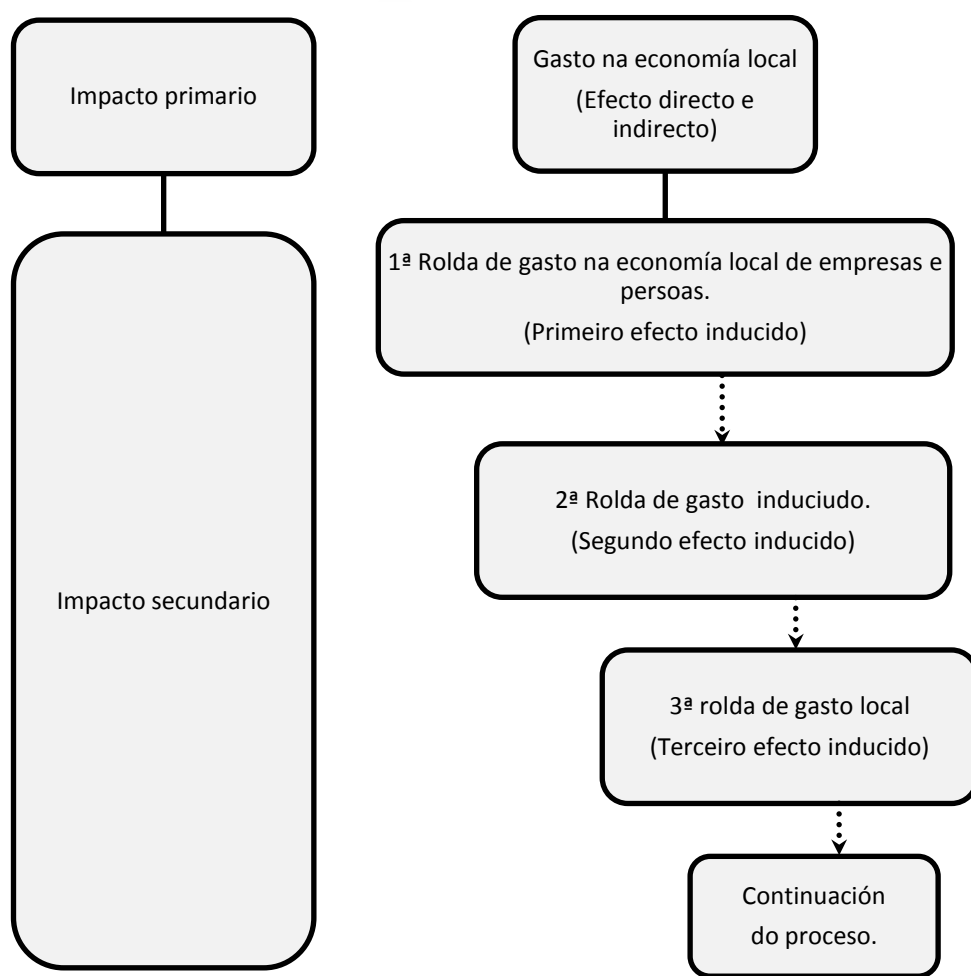 Impacto primario
Gasto na economía local
(Efecto directo e
indirecto)
1ª Rolda de gasto na economía local de empresas e
persoas.
(Primeiro efecto inducido)
2ª Rolda de gasto  induciudo.
(Segundo efecto inducido)
Impacto secundario
3ª rolda de gasto local
(Terceiro efecto inducido)
Continuación
do proceso.